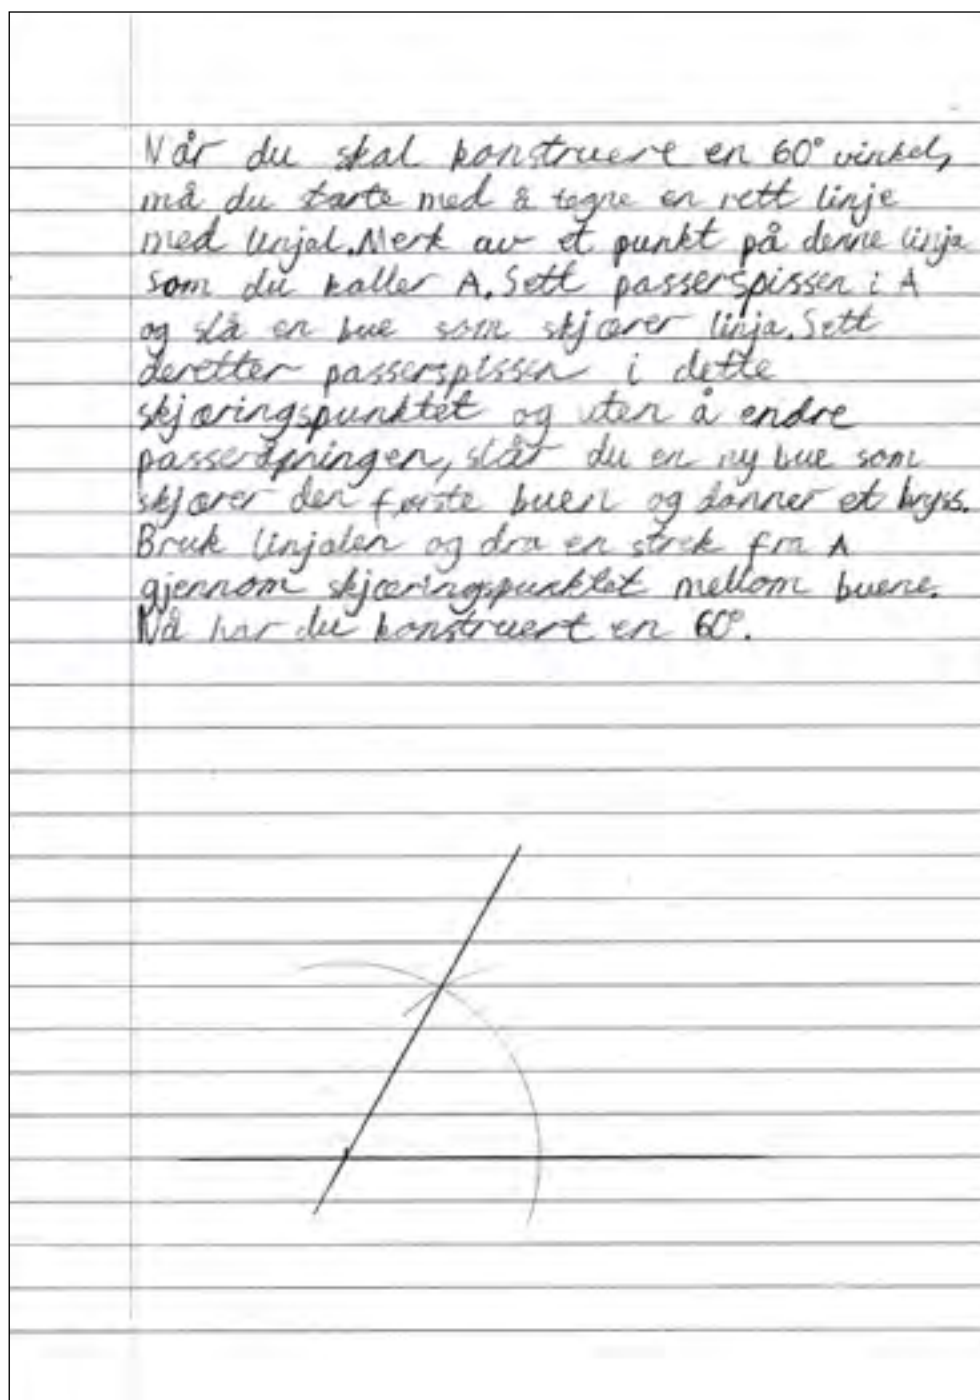 Når du skal konstruere en 60° vinkel,
må du starte med å tegne en rett linje
med linjal. Merk av et punkt på denne linja
som du kaller A. Sett passerspissen i A
og slå en bue som skjærer linja. Sett
deretter passerspissen i dette
skjæringspunktet og uten å endre
passeråpningen, slår du en ny bue som
skjærer den første buen og danner et kryss.
Bruk linjalen og dra en strek fra A
gjennom skjæringspunktet mellom buene.
Nå har du konstruert en 60°.